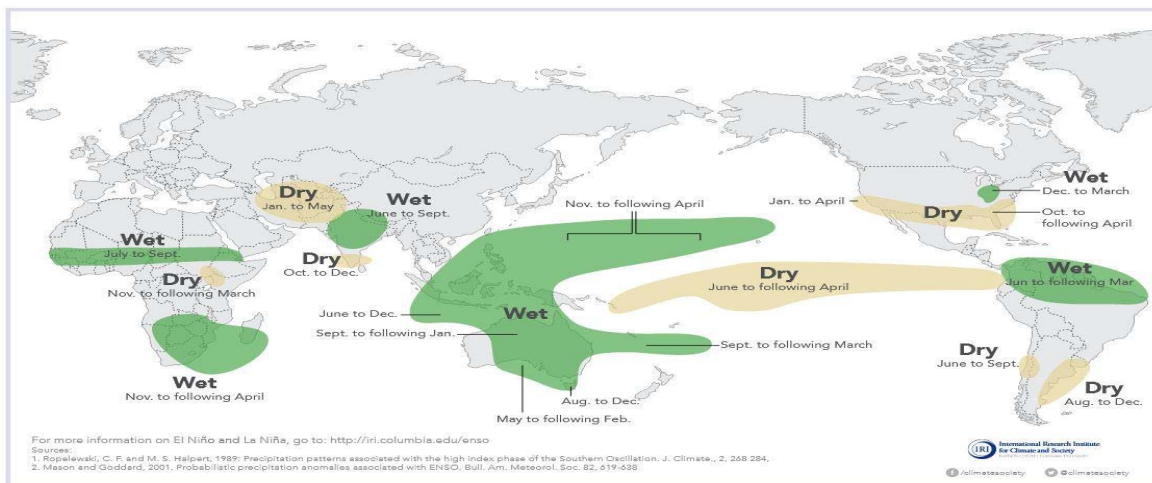 Dry
Jan. to May
Wet
June to Sept.
Nov. to following April
Jan. to April
Dry
Wet
Dec. to March
Oct. to
following April
Wet
July to Sept.
Dry
Oct. to Dec.
Dry
Nov. to following March
Dry
June to following April
Wet
Jun to following Mar
June to Dec.
Wet
Sept. to following Jan.
Sept. to following March
Dry
June to Sept.
Wet
Nov. to following April
Aug. to Dec.
May to following Feb.
Dry
Aug. to Dec.
For more information on El Niño and La Niña, go to: http://iri.columbia.edu/enso
Sources:
1. Ropelewski, C. F. and M. S. Halpert, 1989: Precipitation patterns associated with the high index phase of the Southern Oscillation. J. Climate., 2, 268 284,
2. Mason and Goddard, 2001. Probabilistic precipitation anomalies associated with ENSO. Bull. Am. Meteorol. Soc. 82, 619-638
IRI
International Research Institute
for Climate and Society
/climatesociety
@climatesociety